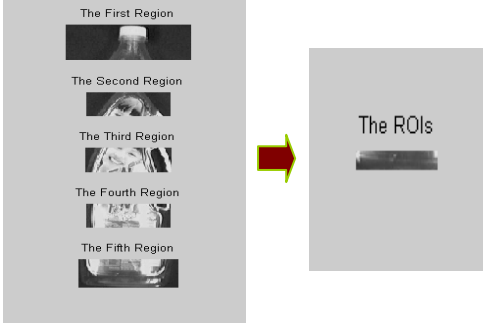 The First Region
The Second Region
The Third Region
The Fourth Region
The Fifth Region
The ROIs